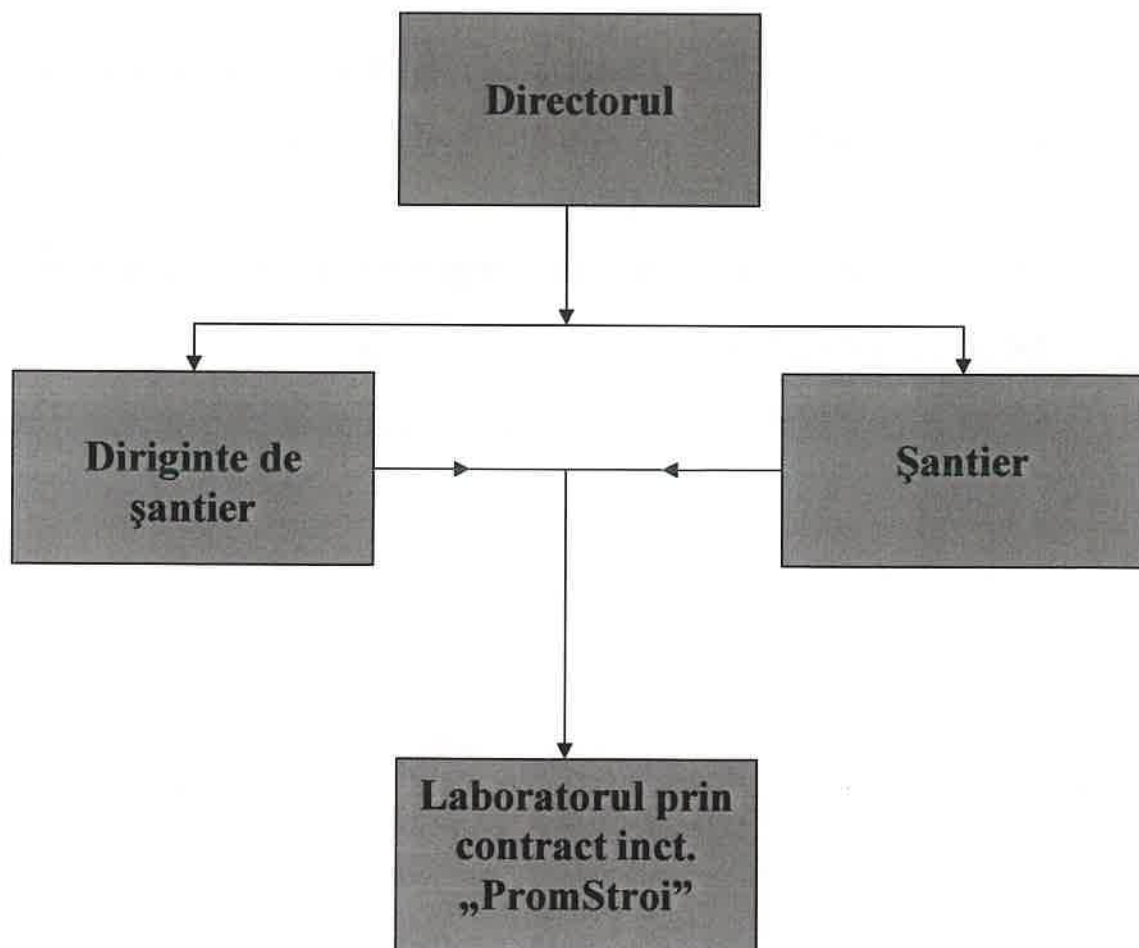 Directorul
Diriginte de
şantier
Şantier
Laboratorul prin
contract inct.
„PromStroi”